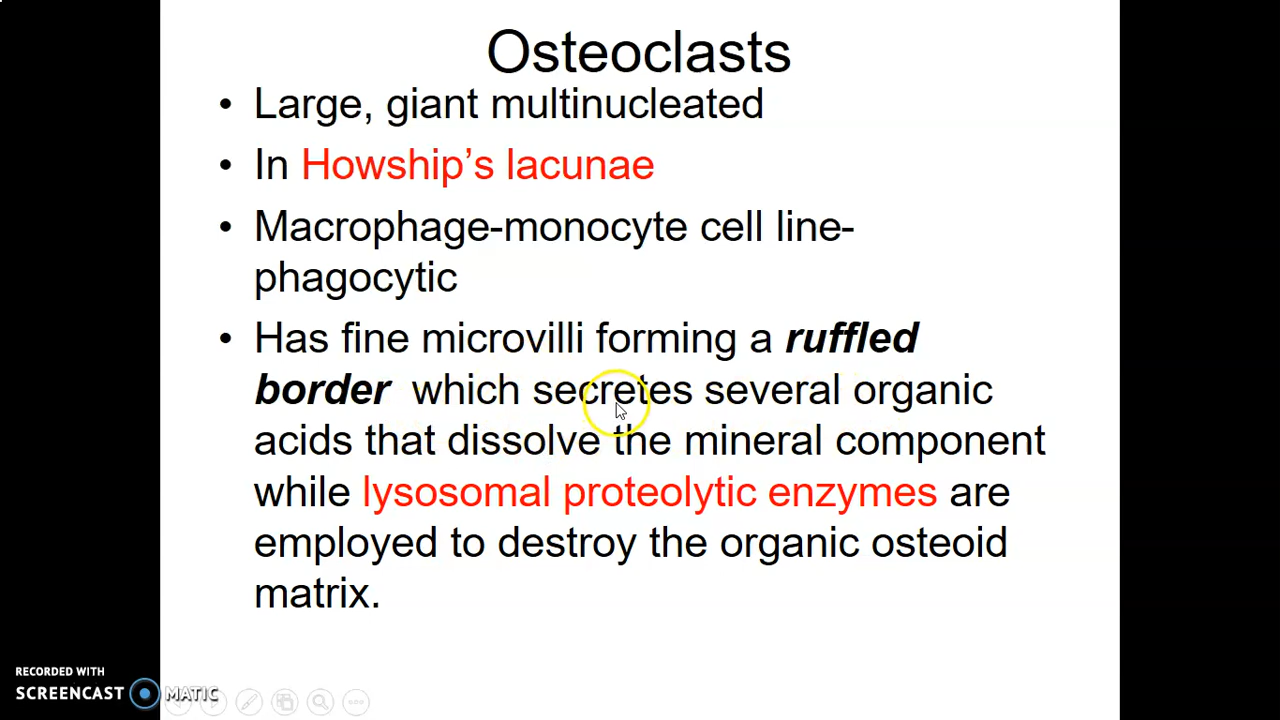 Osteoclasts
• Large, giant multinucleated
• In Howship’s lacunae
• Macrophage-monocyte cell line-
phagocytic
• Has fine microvilli forming a ruffled
border which secretes several organic
acids that dissolve the mineral component
while lysosomal proteolytic enzymes are
employed to destroy the organic osteoid
matrix.
RECORDED WITH
SCREENCAST MATIC